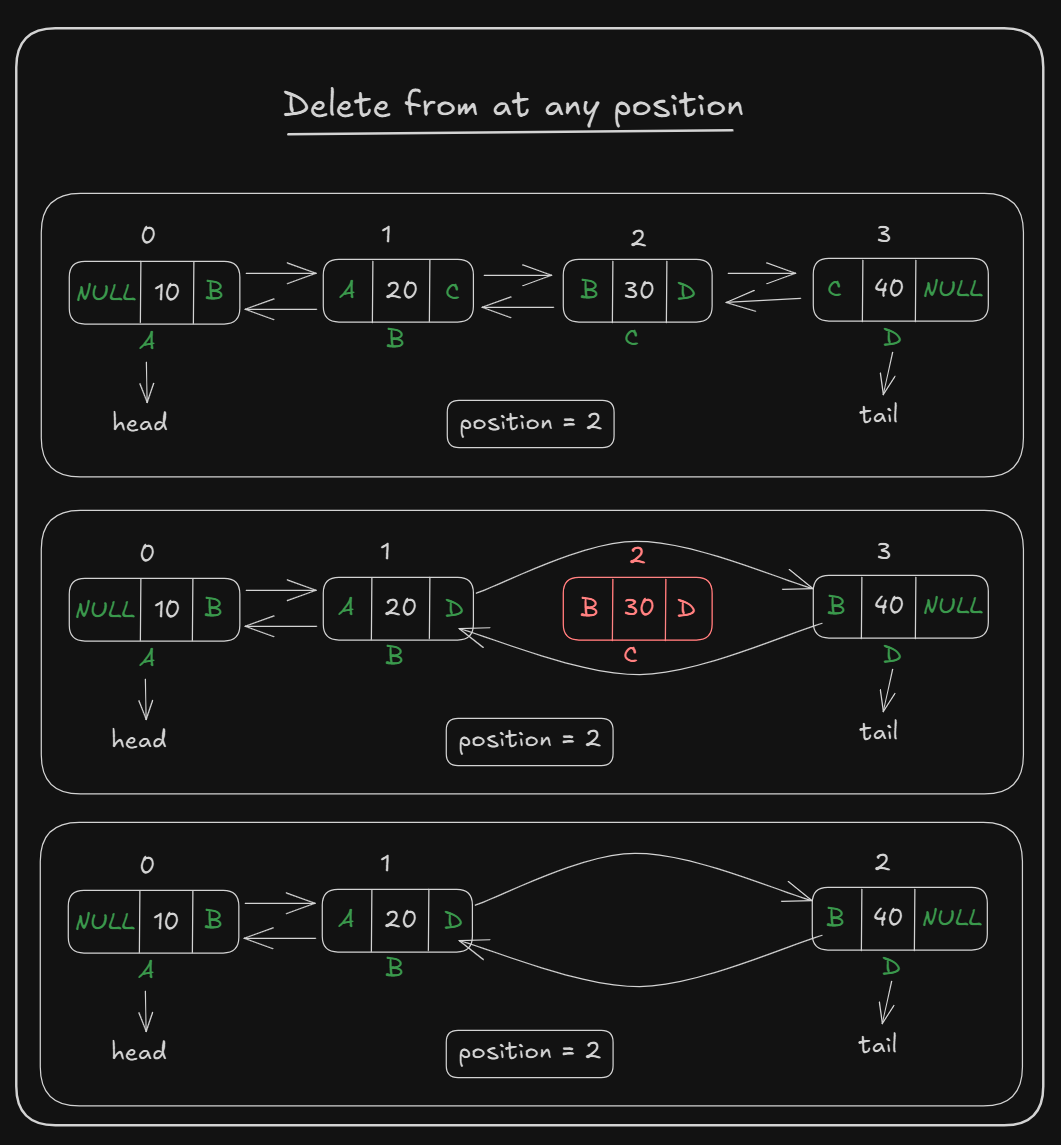 Delete from at any position
0 1 2 3
NULL 10 B A 20 C B 30 D C 40 NULL
A B C D
head tail
position = 2
0 1 2 3
NULL 10 B A 20 D B 30 D B 40 NULL
A B C D
head tail
position = 2
0 1 2
NULL 10 B A 20 D B 40 NULL
A B D
head tail
position = 2